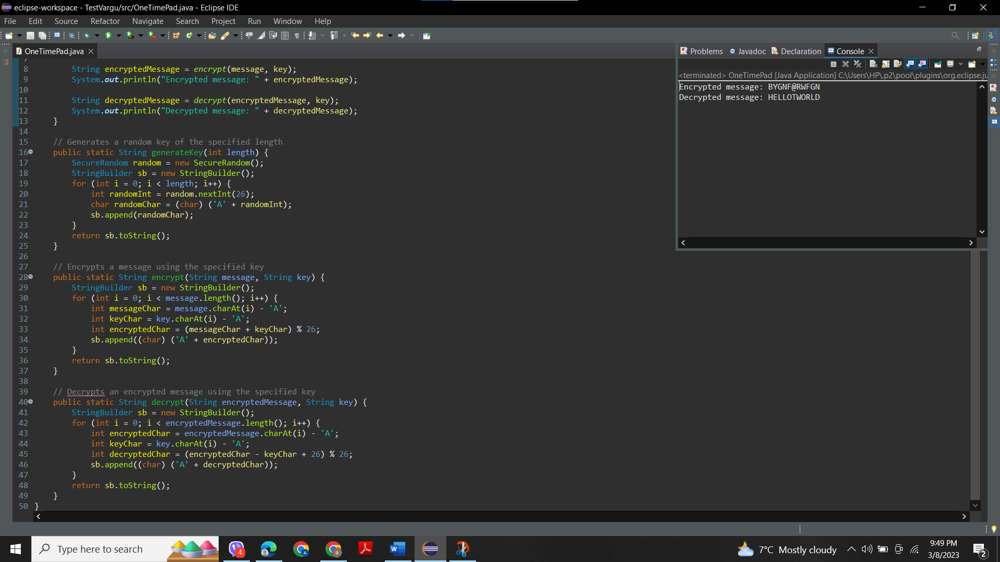 eclipse-workspace - TestVargu/src/OneTimePad.java - Eclipse IDE
File Edit Source Refactor Navigate Search Project Run Window Help
OneTimePad.java
7
8 String encryptedMessage = encrypt(message, key);
9 System.out.println("Encrypted message: " + encryptedMessage);
10
11 String decryptedMessage = decrypt(encryptedMessage, key);
12 System.out.println("Decrypted message: " + decryptedMessage);
13 }
14
15 // Generates a random key of the specified length
16 public static String generateKey(int length) {
17 SecureRandom random = new SecureRandom();
18 StringBuilder sb = new StringBuilder();
19 for (int i = 0; i < length; i++) {
20 int randomInt = random.nextInt(26);
21 char randomChar = (char) ('A' + randomInt);
22 sb.append(randomChar);
23 }
24 return sb.toString();
25 }
26
27 // Encrypts a message using the specified key
28 public static String encrypt(String message, String key) {
29 StringBuilder sb = new StringBuilder();
30 for (int i = 0; i < message.length(); i++) {
31 int messageChar = message.charAt(i) - 'A';
32 int keyChar = key.charAt(i) - 'A';
33 int encryptedChar = (messageChar + keyChar) % 26;
34 sb.append((char) ('A' + encryptedChar));
35 }
36 return sb.toString();
37 }
38
39 // Decrypts an encrypted message using the specified key
40 public static String decrypt(String encryptedMessage, String key) {
41 StringBuilder sb = new StringBuilder();
42 for (int i = 0; i < encryptedMessage.length(); i++) {
43 int encryptedChar = encryptedMessage.charAt(i) - 'A';
44 int keyChar = key.charAt(i) - 'A';
45 int decryptedChar = (encryptedChar - keyChar + 26) % 26;
46 sb.append((char) ('A' + decryptedChar));
47 }
48 return sb.toString();
49 }
50 }
Problems Javadoc Declaration Console
<terminated> OneTimePad [Java Application] C:\Users\HP\.p2\pool\plugins\org.eclipse.ju
Encrypted message: BYGNF@RWFGN
Decrypted message: HELLOTWORLD
Type here to search
4
7°C Mostly cloudy
9:49 PM
3/8/2023
2